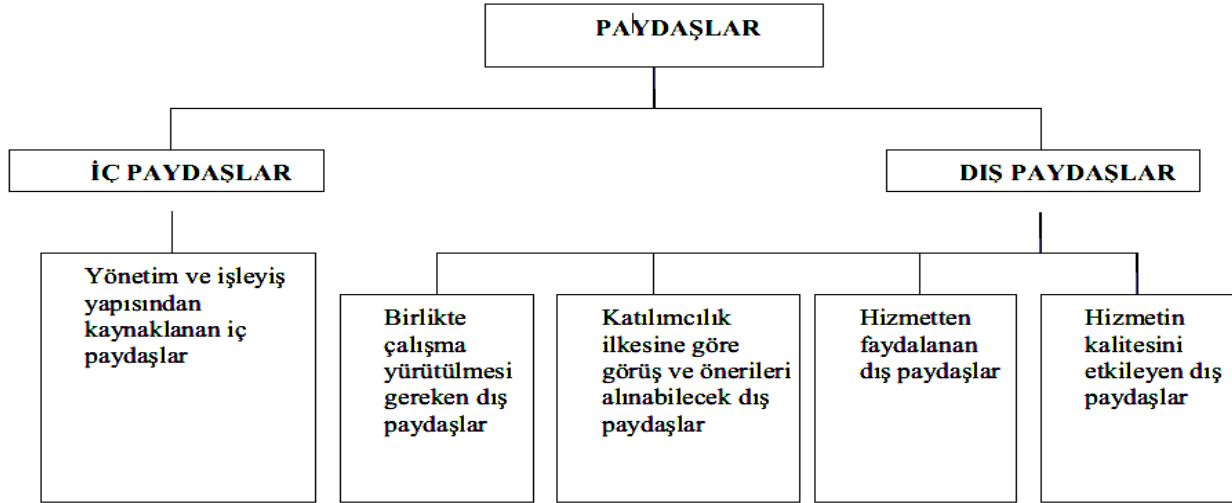 PAYDAŞLAR
İÇ PAYDAŞLAR
DIŞ PAYDAŞLAR
Yönetim ve işleyiş
yapısından
kaynaklanan iç
paydaşlar
Birlikte
çalışma
yürütülmesi
gereken dış
paydaşlar
Katılımcılık
ilkesine göre
görüş ve önerileri
alınabilecek dış
paydaşlar
Hizmetten
faydalanan
dış paydaşlar
Hizmetin
kalitesini
etkileyen dış
paydaşlar